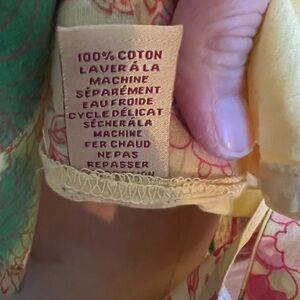 100% COTON
LAVER À LA
MACHINE
SÉPARÉMENT
EAU FROIDE
CYCLE DÉLICAT
SÉCHER À LA
MACHINE
FER CHAUD
NE PAS
REPASSER